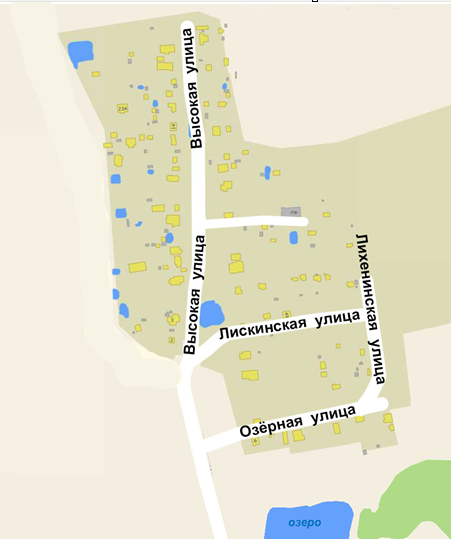 Высокая улица
Высокая улица
Лихенинская улица
Лискинская улица
Озёрная улица
озеро